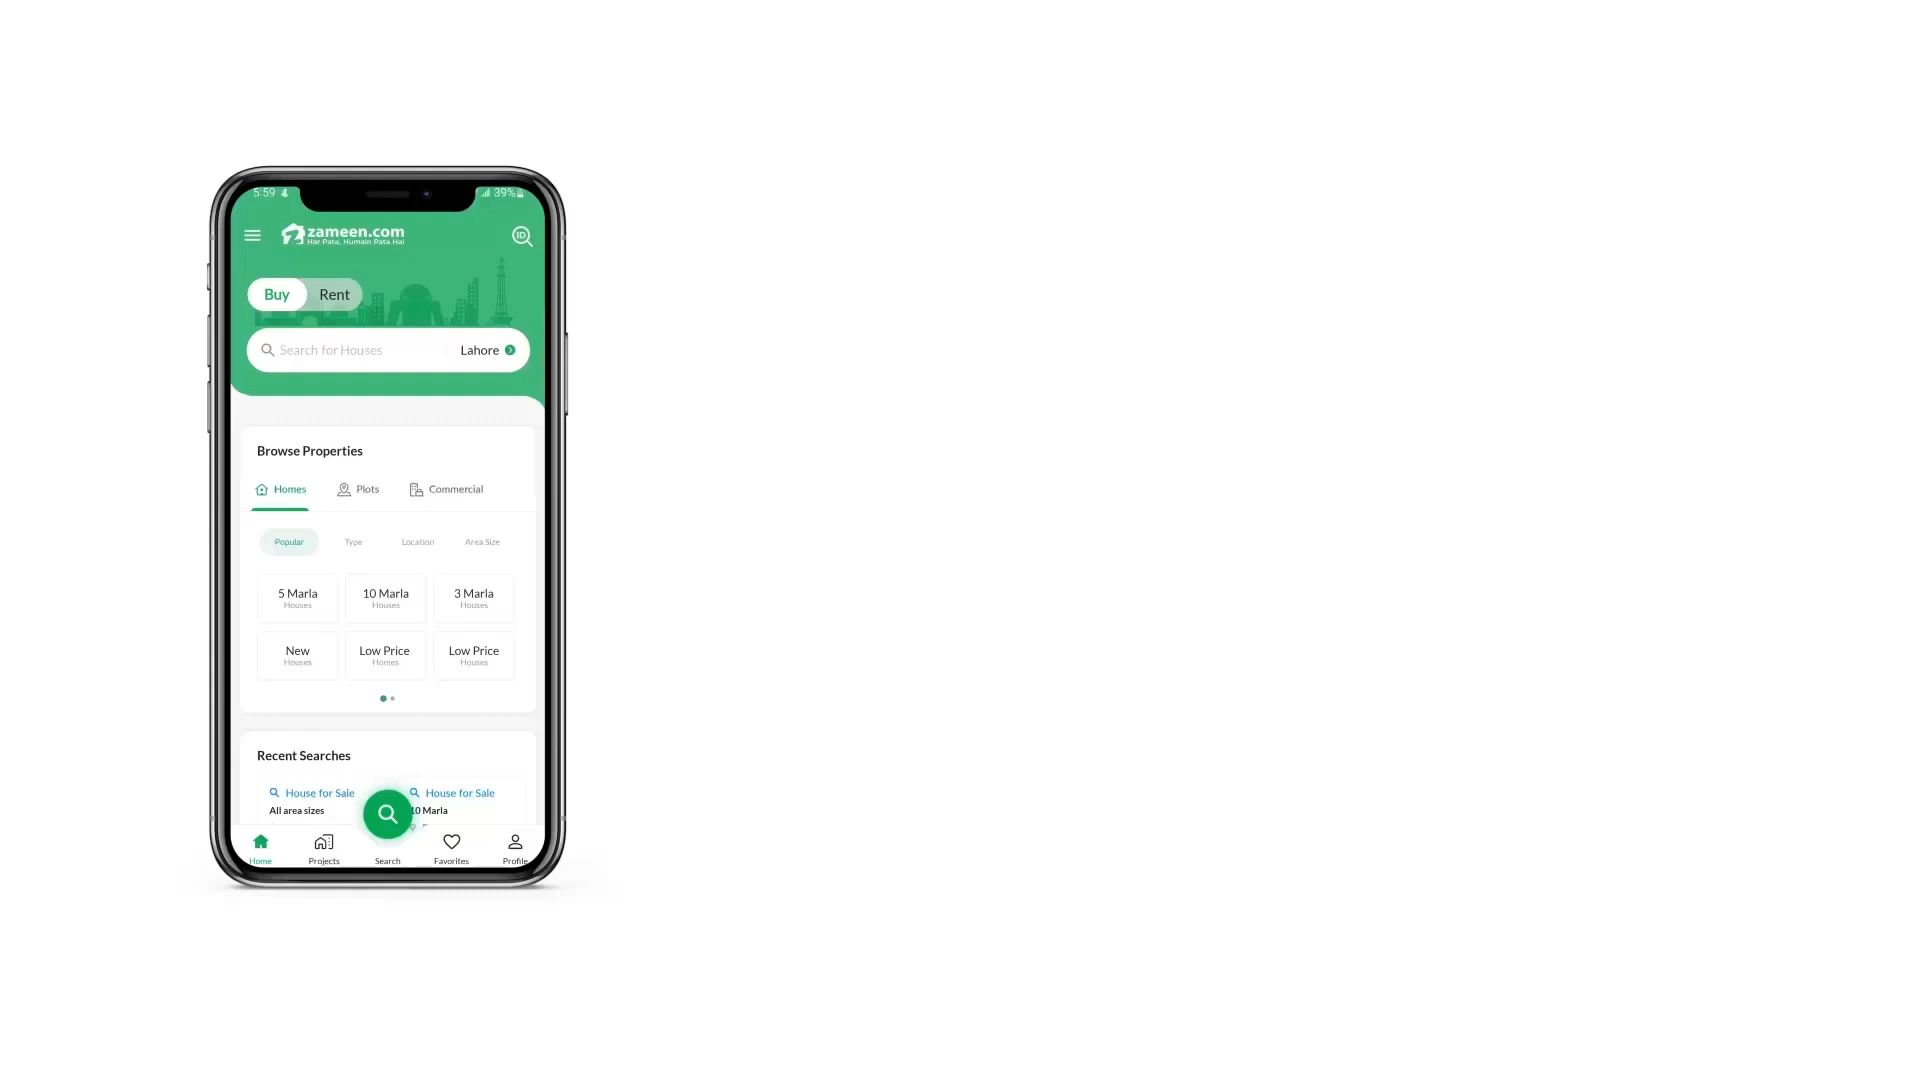 5:59 39%
zameen.com
Har Pata, Humain Pata Hai
ID
Buy Rent
Search for Houses Lahore
Browse Properties
Homes Plots Commercial
Popular Type Location Area Size
5 Marla 10 Marla 3 Marla
Houses Houses Houses
New Low Price Low Price
Houses Homes Houses
Recent Searches
House for Sale House for Sale
All area sizes 10 Marla
Home Projects Search Favorites Profile